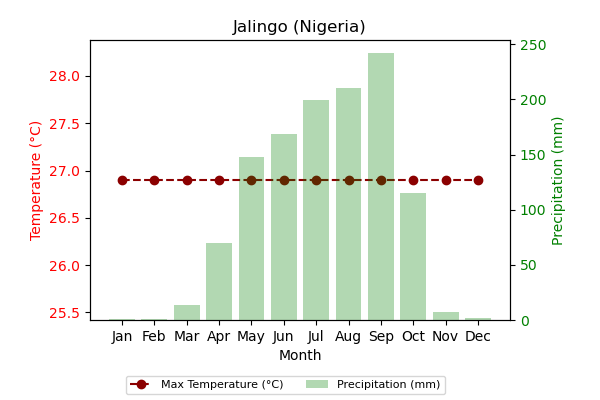 Jalingo (Nigeria)
Temperature (°C)
28.0
27.5
27.0
26.5
26.0
25.5
250
200
150
100
50
0
Precipitation (mm)
Jan Feb Mar Apr May Jun Jul Aug Sep Oct Nov Dec
Month
Max Temperature (°C) Precipitation (mm)